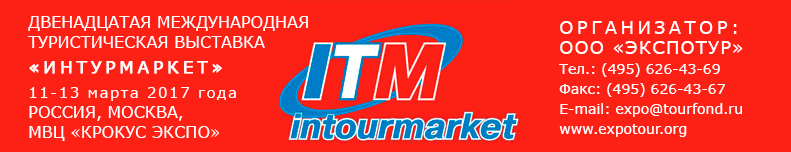 ДВЕНАДЦАТАЯ МЕЖДУНАРОДНАЯ
ТУРИСТИЧЕСКАЯ ВЫСТАВКА
«ИНТУРМАРКЕТ»
11-13 марта 2017 года
РОССИЯ, МОСКВА,
МВЦ «КРОКУС ЭКСПО»
ITM
intourmarket
ОРГАНИЗАТОР:
ООО «ЭКСПОТУР»
Тел.: (495) 626-43-69
Факс: (495) 626-43-67
E-mail: expo@tourfond.ru
www.expotour.org